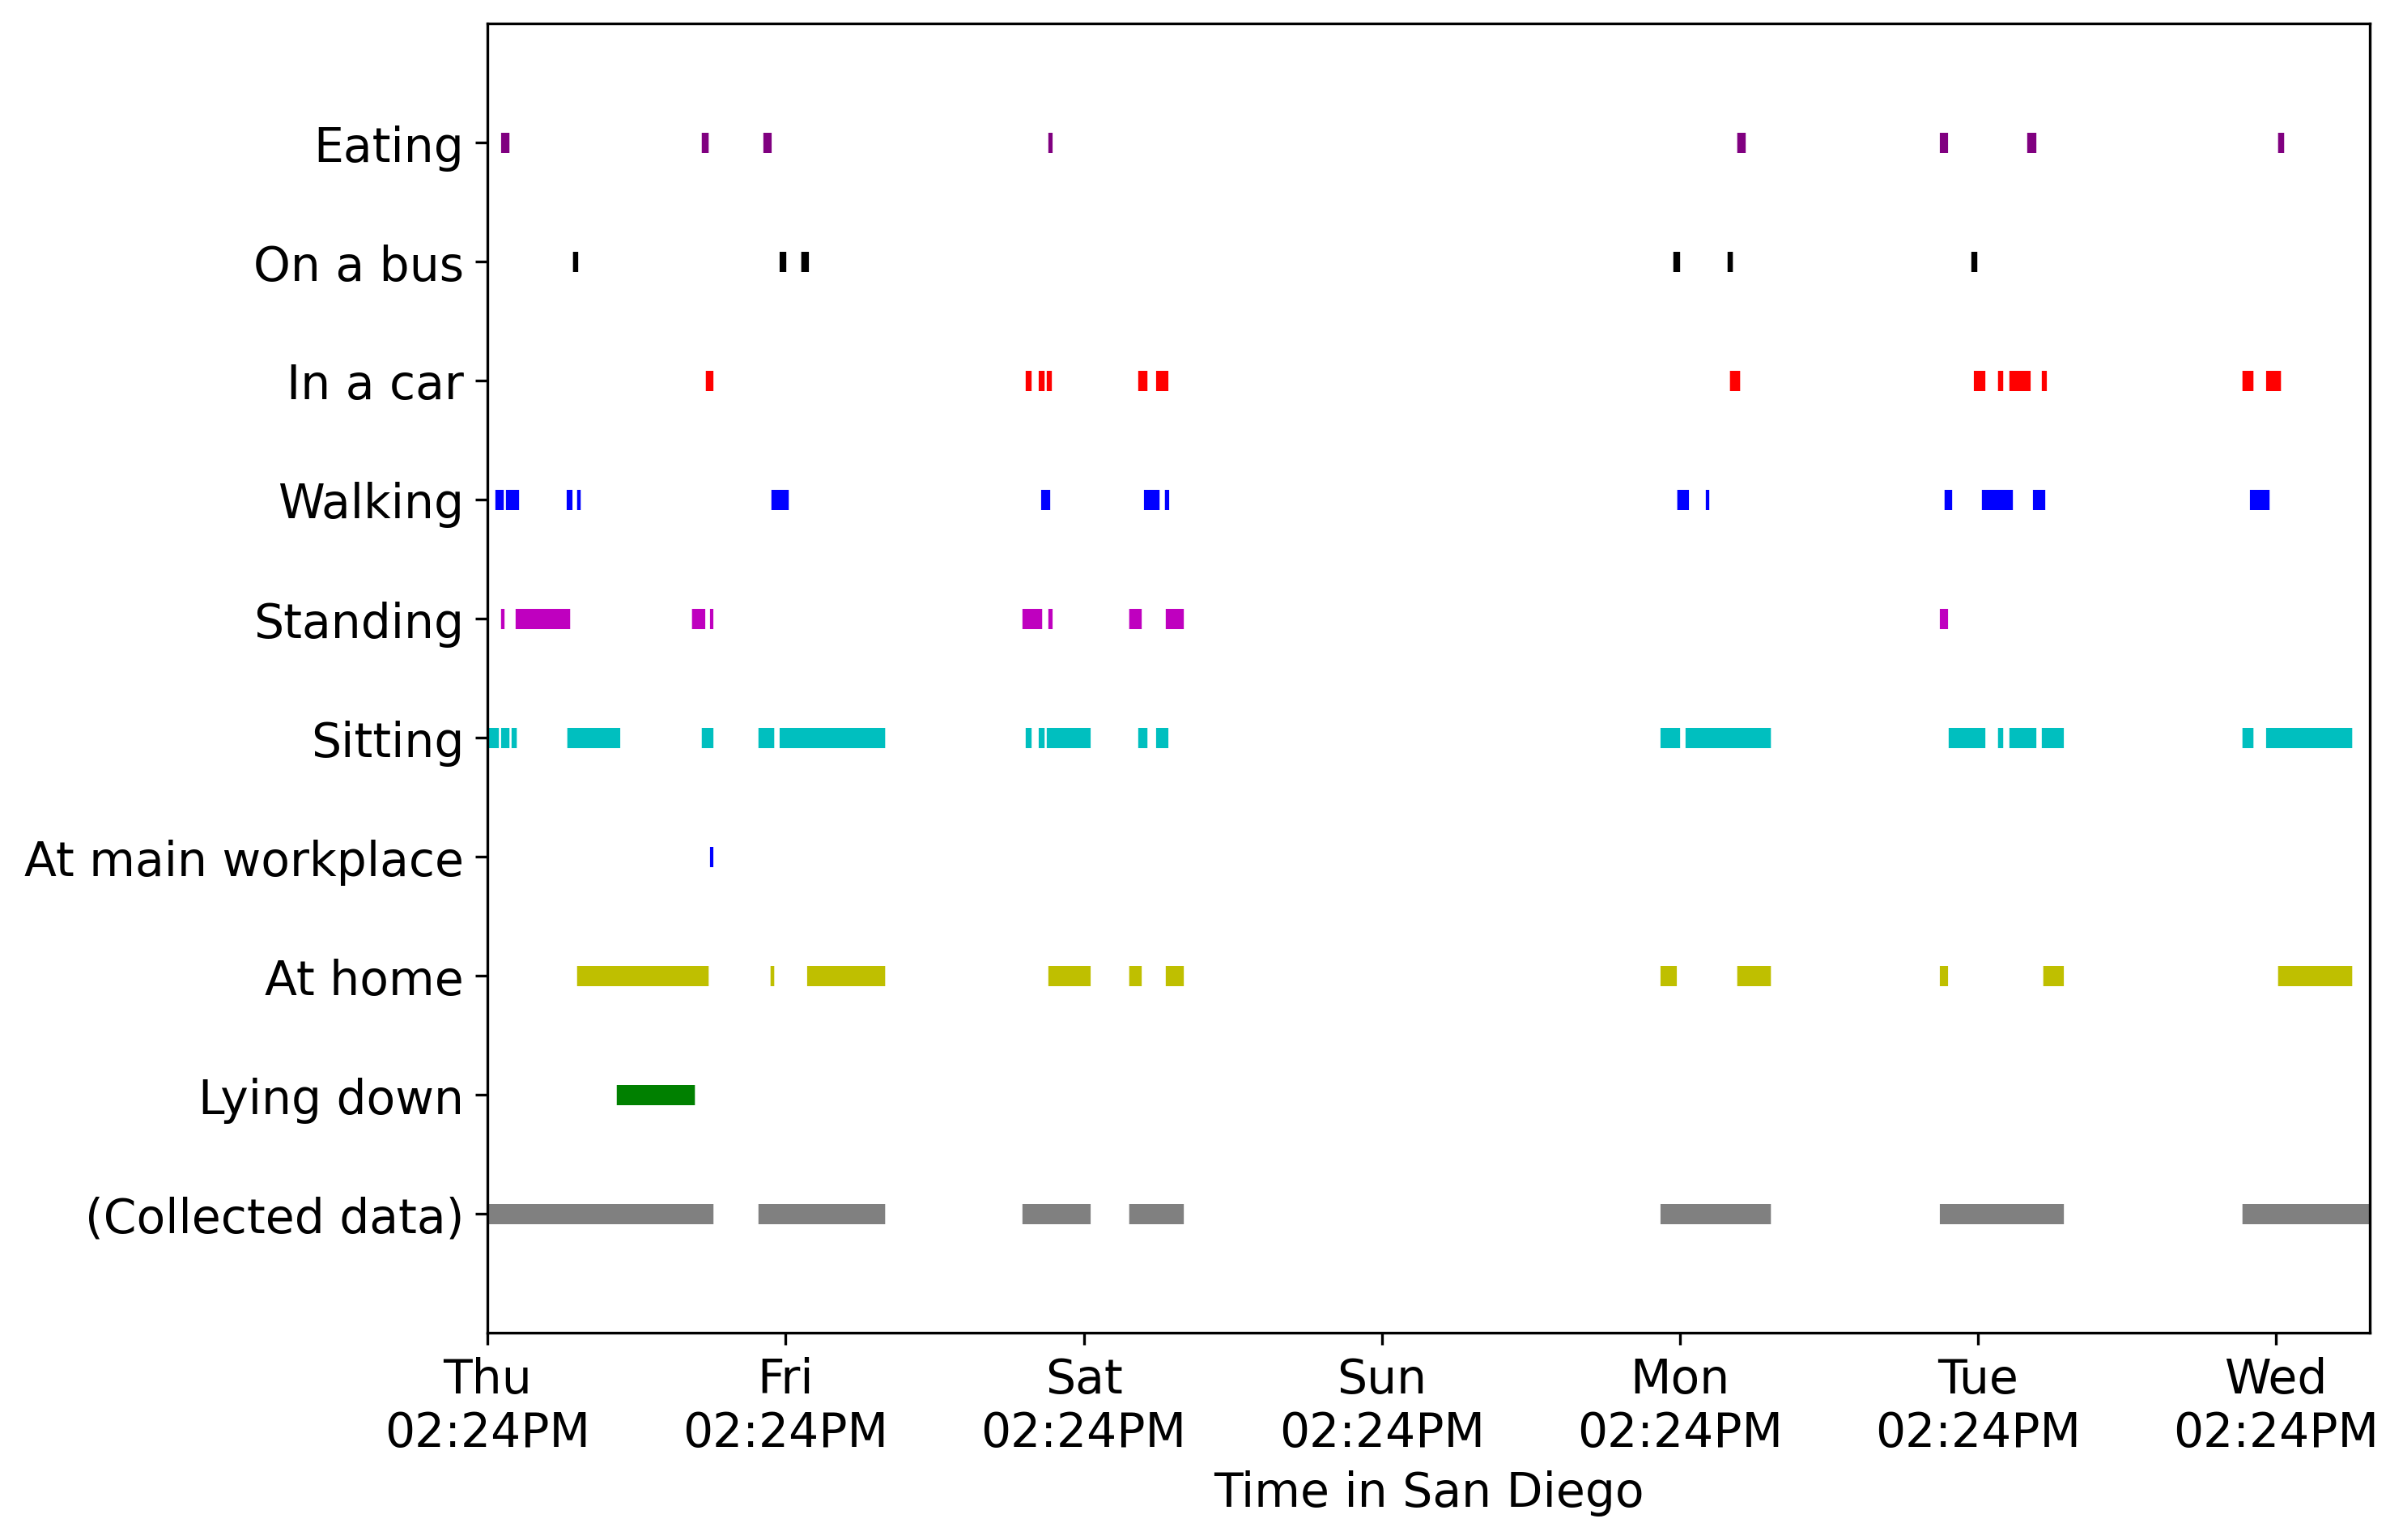 Eating
On a bus
In a car
Walking
Standing
Sitting
At main workplace
At home
Lying down
(Collected data)
Thu Fri Sat Sun Mon Tue Wed
02:24PM 02:24PM 02:24PM 02:24PM 02:24PM 02:24PM 02:24PM
Time in San Diego